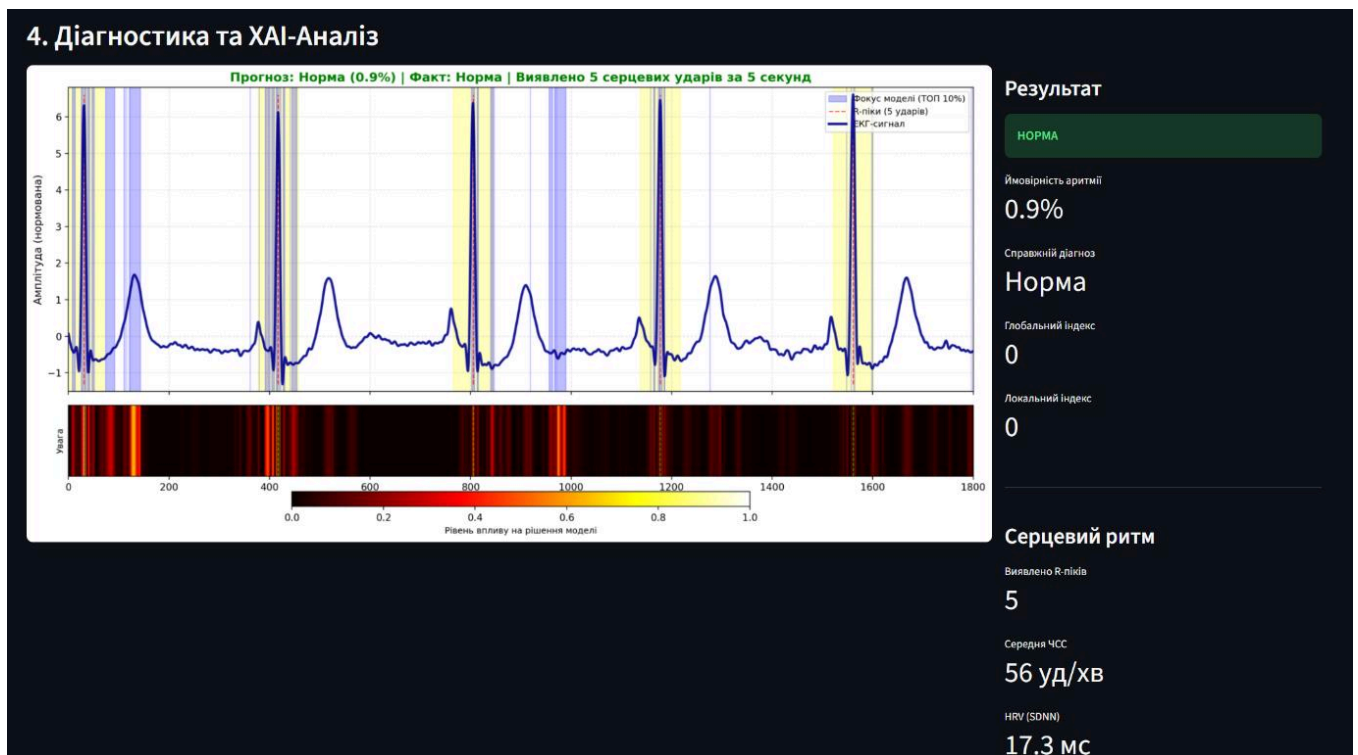 4. Діагностика та XAI-Аналіз
Прогноз: Норма (0.9%) | Факт: Норма | Виявлено 5 серцевих ударів за 5 секунд
Фокус моделі (ТОП 10%)
R-піки (5 ударів)
ЕКГ-сигнал
Амплітуда (нормована)
6
5
4
3
2
1
0
−1
Увага
0 200 400 600 800 1000 1200 1400 1600 1800
0.0 0.2 0.4 0.6 0.8 1.0
Рівень впливу на рішення моделі
Результат
НОРМА
Ймовірність аритмії
0.9%
Справжній діагноз
Норма
Глобальний індекс
0
Локальний індекс
0
Серцевий ритм
Виявлено R-піків
5
Середня ЧСС
56 уд/хв
HRV (SDNN)
17.3 мс